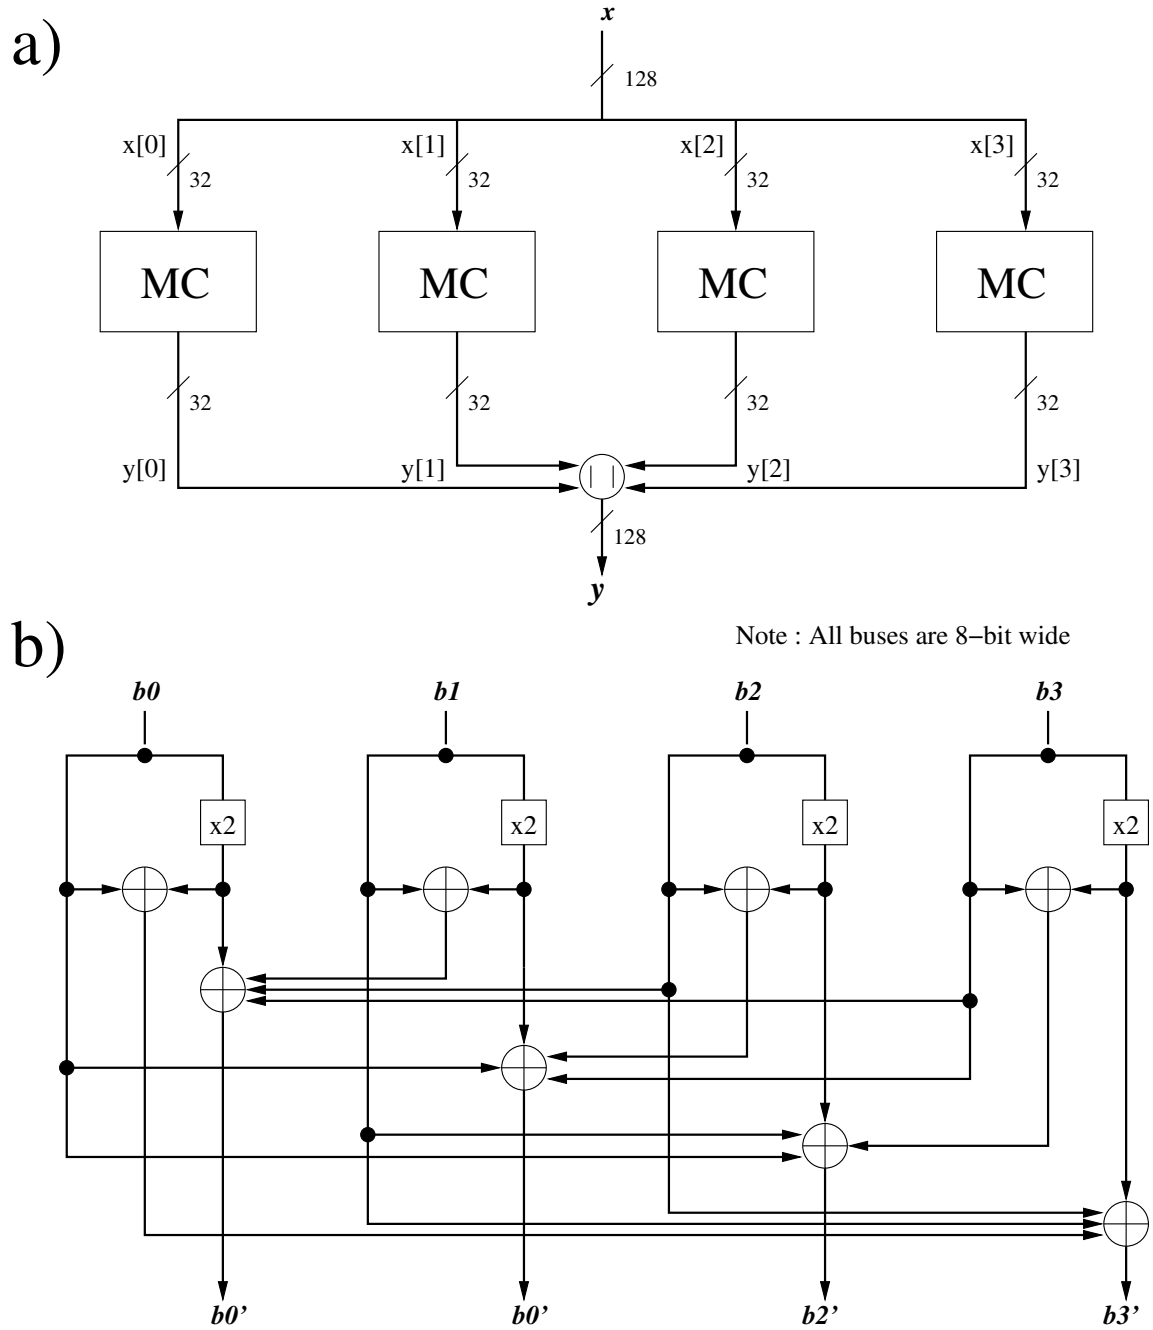 a)
x
128
x[0] x[1] x[2] x[3]
32 32 32 32
MC MC MC MC
32 32 32 32
y[0] y[1] || y[2] y[3]
128
y
b)
Note : All buses are 8−bit wide
b0 b1 b2 b3
x2 x2 x2 x2
b0’ b0’ b2’ b3’